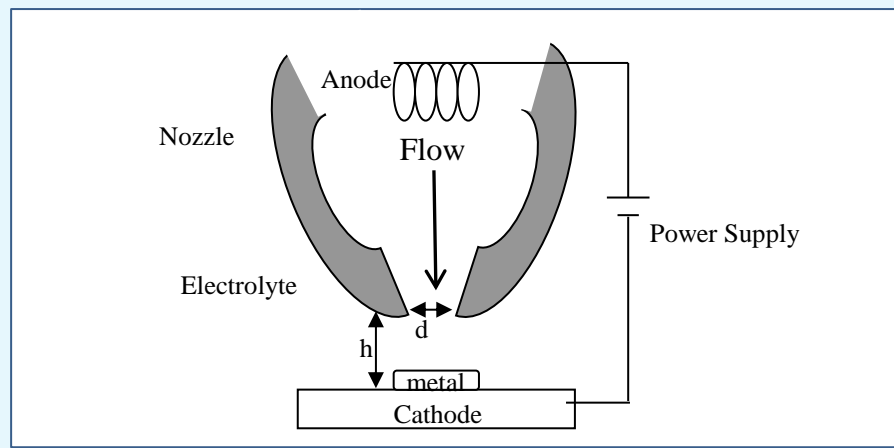 Anode
Nozzle
Flow
Power Supply
Electrolyte
d
h
metal
Cathode